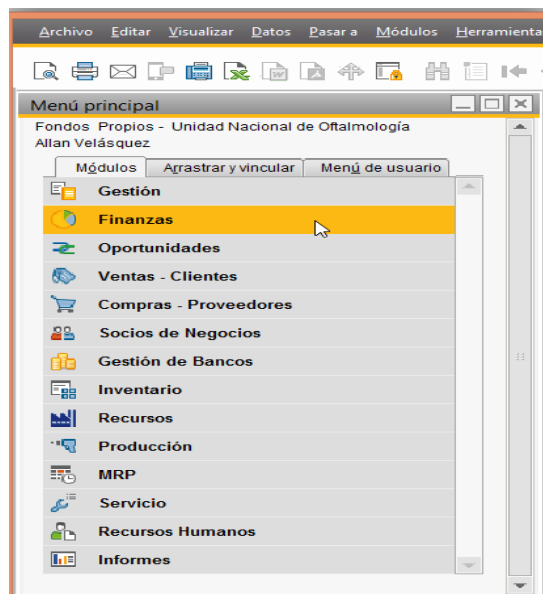 Archivo Editar Visualizar Datos Pasar a Módulos Herramienta
Menú principal
Fondos Propios - Unidad Nacional de Oftalmología
Allan Velásquez
Módulos Arrastrar y vincular Menú de usuario
Gestión
Finanzas
Oportunidades
Ventas - Clientes
Compras - Proveedores
Socios de Negocios
Gestión de Bancos
Inventario
Recursos
Producción
MRP
Servicio
Recursos Humanos
Informes